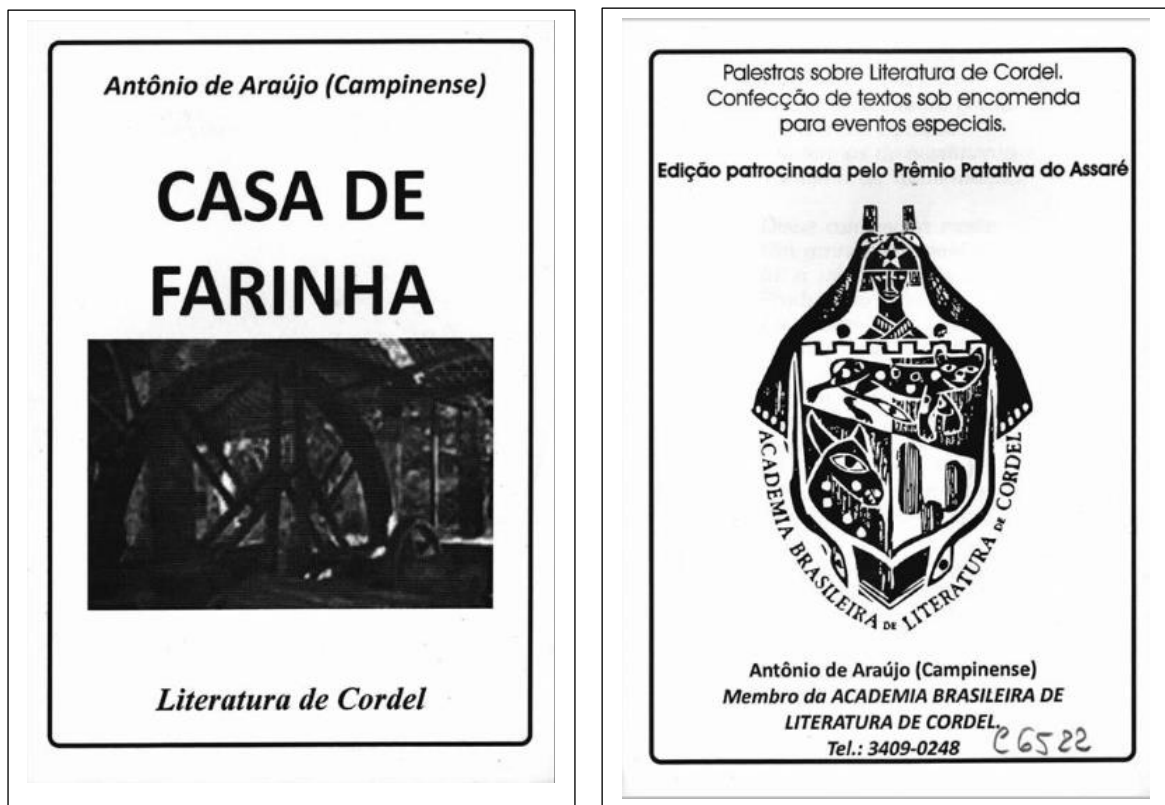 Antônio de Araújo (Campinense)
CASA DE
FARINHA
Literatura de Cordel
Palestras sobre Literatura de Cordel.
Confecção de textos sob encomenda
para eventos especiais.
Edição patrocinada pelo Prêmio Patativa do Assaré
ACADEMIA BRASILEIRA DE LITERATURA DE CORDEL
Antônio de Araújo (Campinense)
Membro da ACADEMIA BRASILEIRA DE
LITERATURA DE CORDEL.
Tel.: 3409-0248
C6522